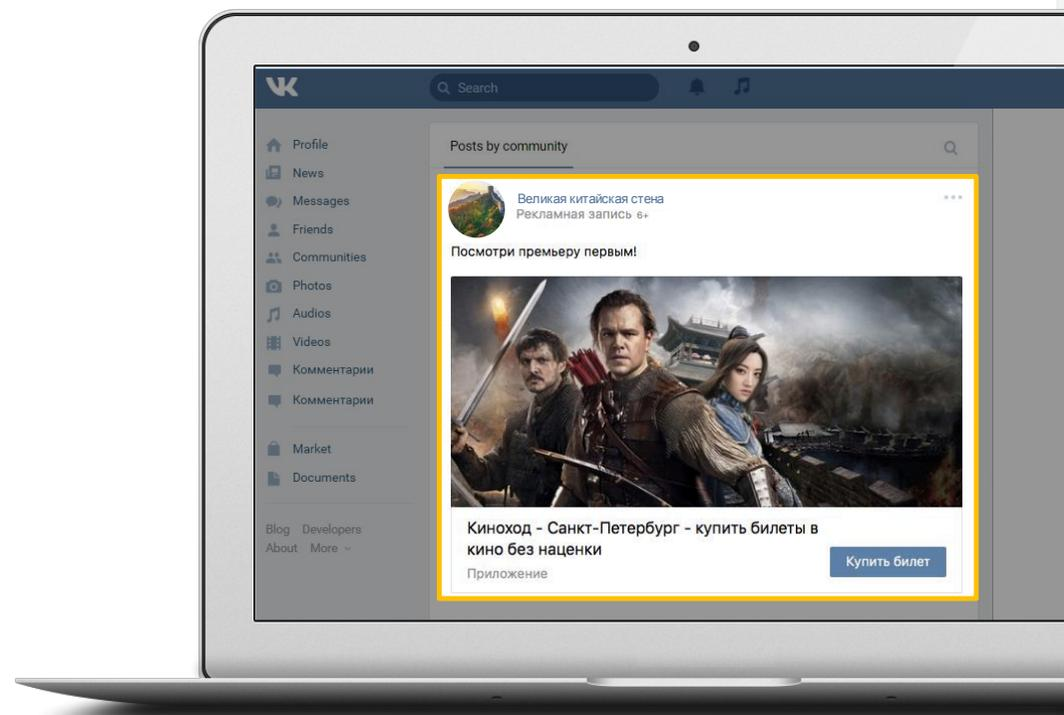 VK
Search
Profile
News
Messages
Friends
Communities
Photos
Audios
Videos
Комментарии
Комментарии
Market
Documents
Blog Developers
About More
Posts by community
Великая китайская стена
Рекламная запись 6+
Посмотри премьеру первым!
Киноход - Санкт-Петербург - купить билеты в
кино без наценки
Приложение
Купить билет